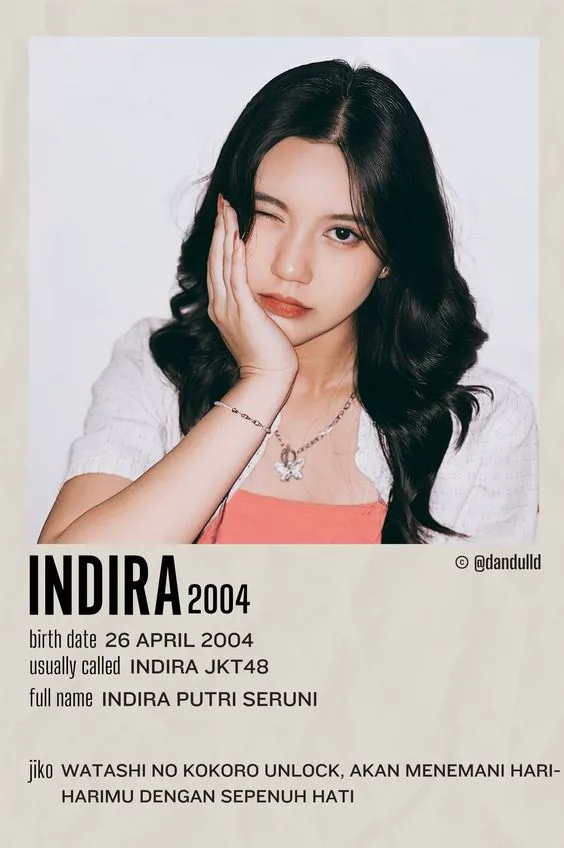 INDIRA 2004
© @dandulld
birth date 26 APRIL 2004
usually called INDIRA JKT48
full name INDIRA PUTRI SERUNI
jiko WATASHI NO KOKORO UNLOCK, AKAN MENEMANI HARI-
HARIMU DENGAN SEPENUH HATI